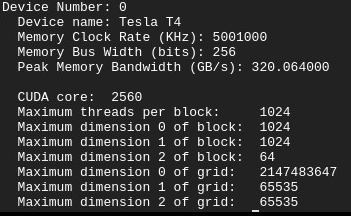 Device Number: 0
  Device name: Tesla T4
  Memory Clock Rate (KHz): 5001000
  Memory Bus Width (bits): 256
  Peak Memory Bandwidth (GB/s): 320.064000

  CUDA core:  2560
  Maximum threads per block:     1024
  Maximum dimension 0 of block:  1024
  Maximum dimension 1 of block:  1024
  Maximum dimension 2 of block:  64
  Maximum dimension 0 of grid:   2147483647
  Maximum dimension 1 of grid:   65535
  Maximum dimension 2 of grid:   65535